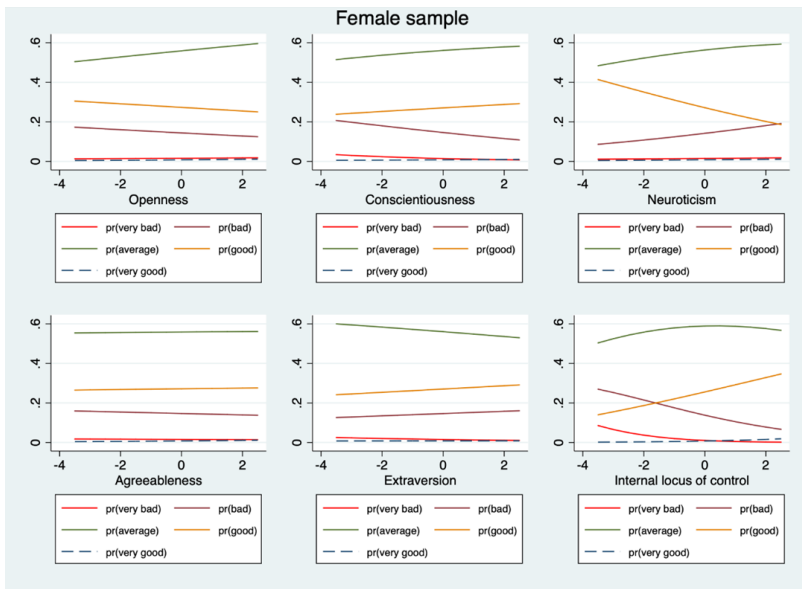 Female sample
.6
.4
.2
0
-4 -2 0 2
Openness
pr(very bad) pr(bad)
pr(average) pr(good)
pr(very good)
.6
.4
.2
0
-4 -2 0 2
Conscientiousness
pr(very bad) pr(bad)
pr(average) pr(good)
pr(very good)
.6
.4
.2
0
-4 -2 0 2
Neuroticism
pr(very bad) pr(bad)
pr(average) pr(good)
pr(very good)
.6
.4
.2
0
-4 -2 0 2
Agreeableness
pr(very bad) pr(bad)
pr(average) pr(good)
pr(very good)
.6
.4
.2
0
-4 -2 0 2
Extraversion
pr(very bad) pr(bad)
pr(average) pr(good)
pr(very good)
.6
.4
.2
0
-4 -2 0 2
Internal locus of control
pr(very bad) pr(bad)
pr(average) pr(good)
pr(very good)